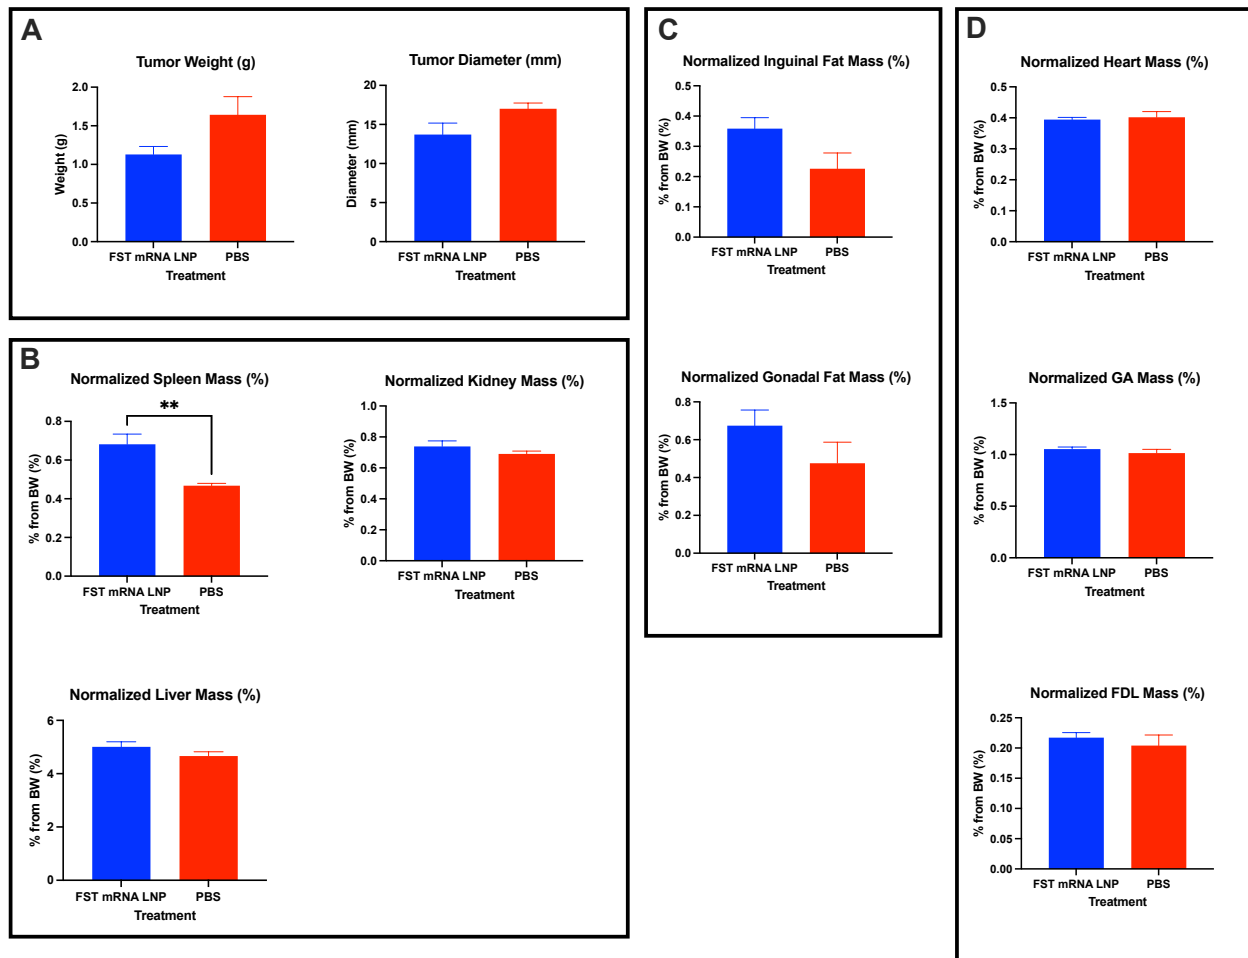 A
Tumor Weight (g)
Weight (g)
2.0
1.5
1.0
0.5
0.0
FST mRNA LNP
PBS
Treatment
Tumor Diameter (mm)
Diameter (mm)
20
15
10
5
0
FST mRNA LNP
PBS
Treatment
B
Normalized Spleen Mass (%)
% from BW (%)
0.8
0.6
0.4
0.2
0.0
**
FST mRNA LNP
PBS
Treatment
Normalized Kidney Mass (%)
% from BW (%)
1.0
0.8
0.6
0.4
0.2
0.0
FST mRNA LNP
PBS
Treatment
Normalized Liver Mass (%)
% from BW (%)
6
4
2
0
FST mRNA LNP
PBS
Treatment
C
Normalized Inguinal Fat Mass (%)
% from BW (%)
0.5
0.4
0.3
0.2
0.1
0.0
FST mRNA LNP
PBS
Treatment
Normalized Gonadal Fat Mass (%)
% from BW (%)
0.8
0.6
0.4
0.2
0.0
FST mRNA LNP
PBS
Treatment
D
Normalized Heart Mass (%)
% from BW (%)
0.5
0.4
0.3
0.2
0.1
0.0
FST mRNA LNP
PBS
Treatment
Normalized GA Mass (%)
% from BW (%)
1.5
1.0
0.5
0.0
FST mRNA LNP
PBS
Treatment
Normalized FDL Mass (%)
% from BW (%)
0.25
0.20
0.15
0.10
0.05
0.00
FST mRNA LNP
PBS
Treatment